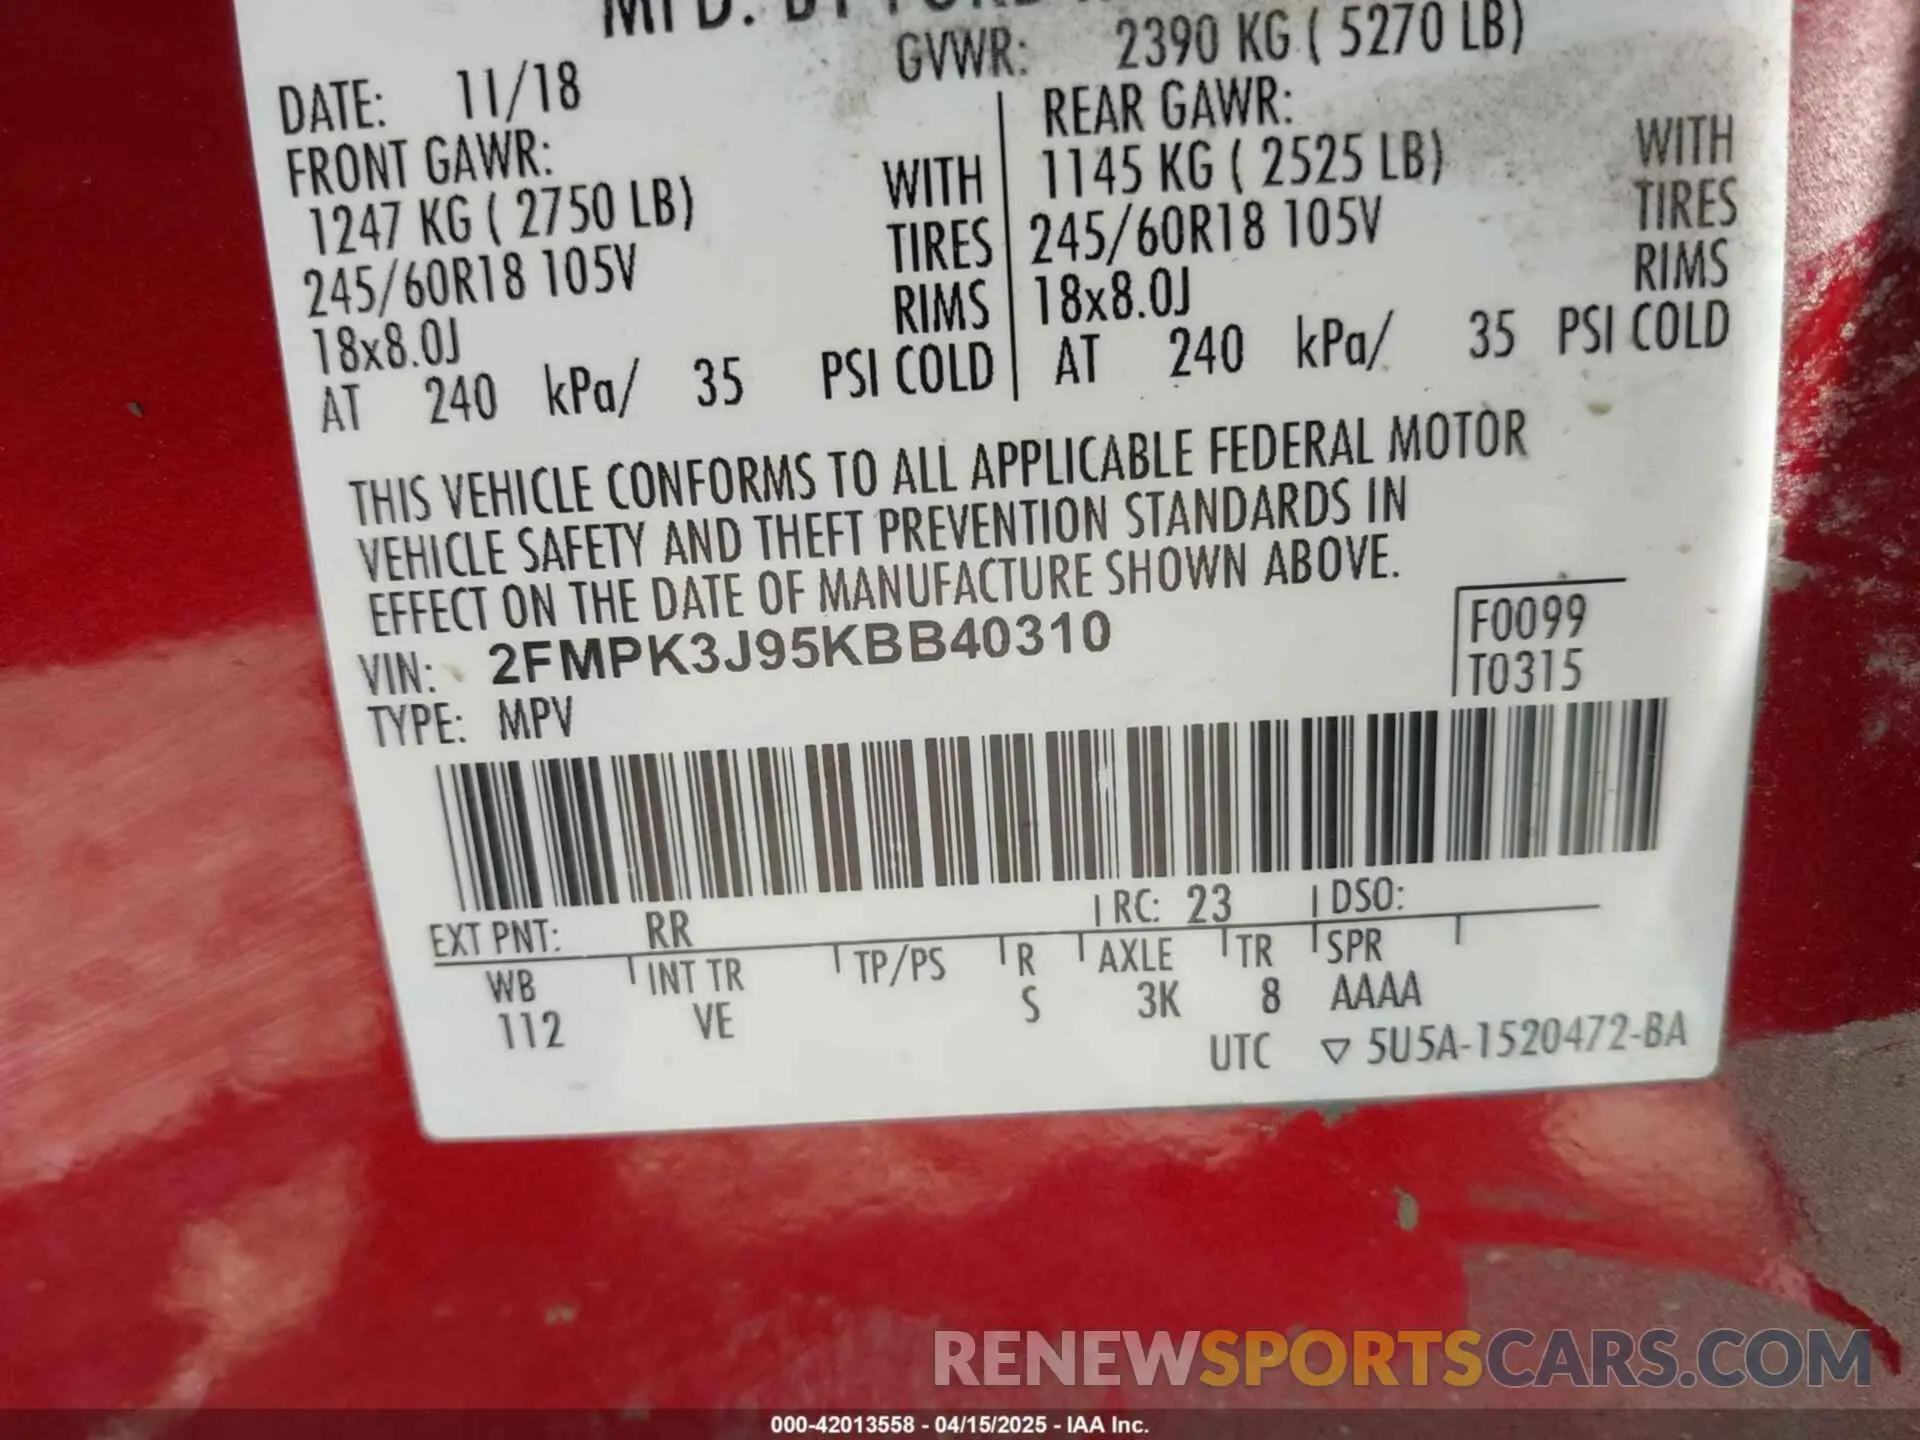 MFD. BY FORD
GVWR: 2390 KG ( 5270 LB)
DATE: 11/18
FRONT GAWR:
1247 KG ( 2750 LB) WITH
245/60R18 105V TIRES
18x8.0J RIMS
AT 240 kPa/ 35 PSI COLD
REAR GAWR:
1145 KG ( 2525 LB) WITH
245/60R18 105V TIRES
18x8.0J RIMS
AT 240 kPa/ 35 PSI COLD
THIS VEHICLE CONFORMS TO ALL APPLICABLE FEDERAL MOTOR
VEHICLE SAFETY AND THEFT PREVENTION STANDARDS IN
EFFECT ON THE DATE OF MANUFACTURE SHOWN ABOVE.
VIN: 2FMPK3J95KBB40310
F0099
T0315
TYPE: MPV
EXT PNT: RR RC: 23 DSO:
WB INT TR TP/PS R AXLE TR SPR
112 VE S 3K 8 AAAA
UTC ▽ 5U5A-1520472-BA
RENEWSPORTSCARS.COM
000-42013558 - 04/15/2025 - IAA Inc.